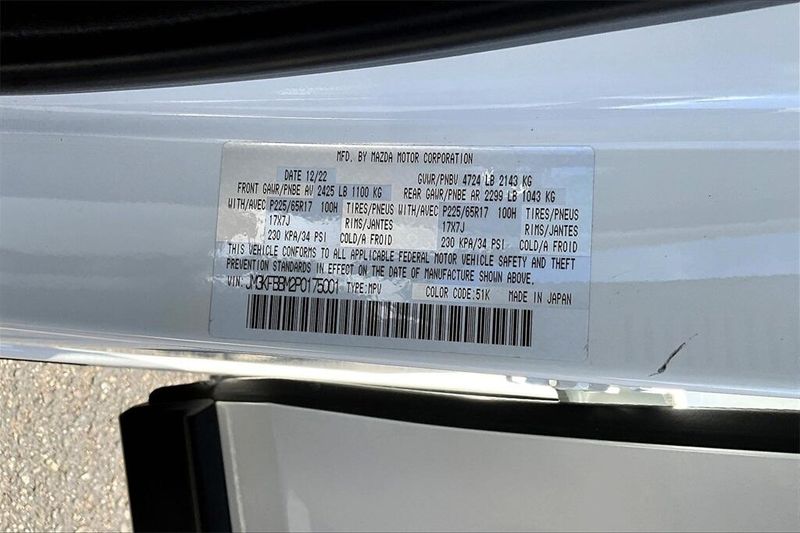 MFD. BY MAZDA MOTOR CORPORATION
DATE 12/22 GVWR/PNBV 4724 LB 2143 KG
FRONT GAWR/PNBE AV 2425 LB 1100 KG REAR GAWR/PNBE AR 2299 LB 1043 KG
WITH/AVEC P225/65R17 100H TIRES/PNEUS WITH/AVEC P225/65R17 100H TIRES/PNEUS
17X7J RIMS/JANTES 17X7J RIMS/JANTES
230 KPA/34 PSI COLD/A FROID 230 KPA/34 PSI COLD/A FROID
THIS VEHICLE CONFORMS TO ALL APPLICABLE FEDERAL MOTOR VEHICLE SAFETY AND THEFT
PREVENTION STANDARDS IN EFFECT ON THE DATE OF MANUFACTURE SHOWN ABOVE.
VIN: JM3KFBBM2P0175001 TYPE:MPV COLOR CODE:51K MADE IN JAPAN